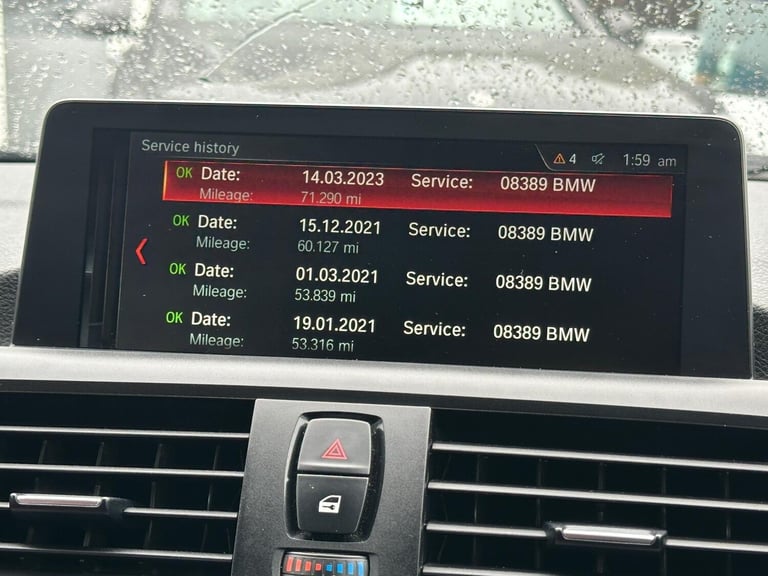 Service history 4 1:59 am
OK Date: 14.03.2023 Service: 08389 BMW
Mileage: 71.290 mi
OK Date: 15.12.2021 Service: 08389 BMW
Mileage: 60.127 mi
OK Date: 01.03.2021 Service: 08389 BMW
Mileage: 53.839 mi
OK Date: 19.01.2021 Service: 08389 BMW
Mileage: 53.316 mi